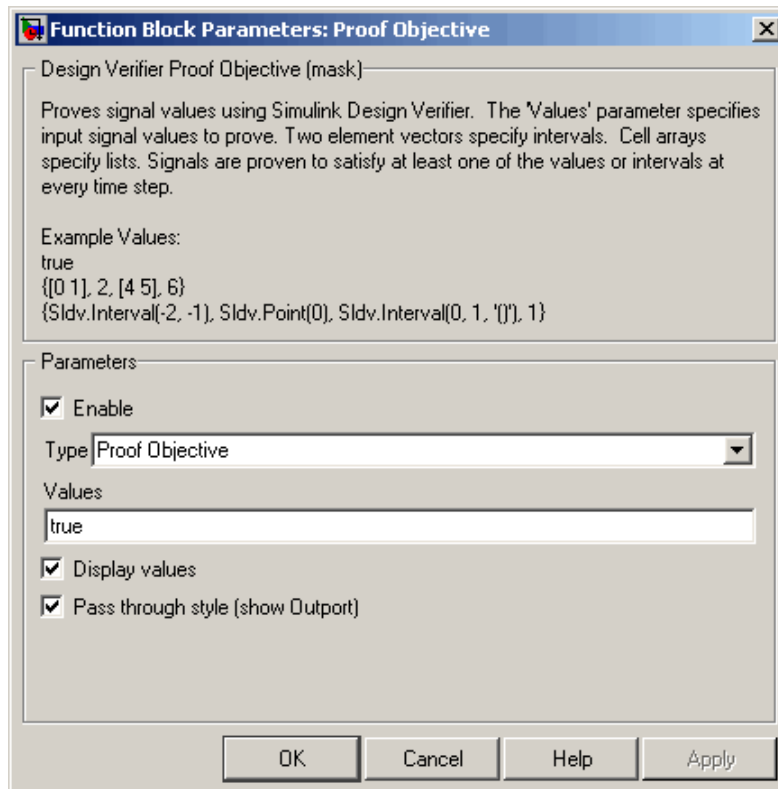 Function Block Parameters: Proof Objective
Design Verifier Proof Objective (mask)
Proves signal values using Simulink Design Verifier.  The 'Values' parameter specifies
input signal values to prove. Two element vectors specify intervals.  Cell arrays
specify lists. Signals are proven to satisfy at least one of the values or intervals at
every time step.
Example Values:
true
{[0 1], 2, [4 5], 6}
{Sldv.Interval(-2, -1), Sldv.Point(0), Sldv.Interval(0, 1, '()'), 1}
Parameters
Enable
Type Proof Objective
Values
true
Display values
Pass through style (show Outport)
OK Cancel Help Apply